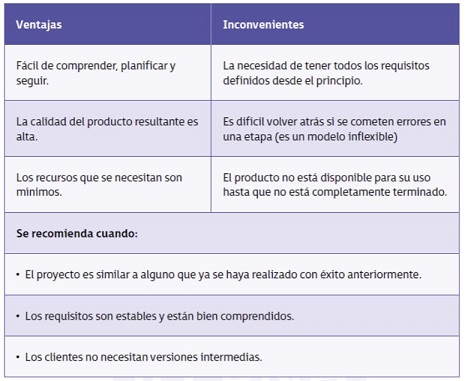 Ventajas
Inconvenientes
Fácil de comprender, planificar y
seguir.
La necesidad de tener todos los requisitos
definidos desde el principio.
La calidad del producto resultante es
alta.
Es difícil volver atrás si se cometen errores en
una etapa (es un modelo inflexible)
Los recursos que se necesitan son
mínimos.
El producto no está disponible para su uso
hasta que no está completamente terminado.
Se recomienda cuando:
• El proyecto es similar a alguno que ya se haya realizado con éxito anteriormente.
• Los requisitos son estables y están bien comprendidos.
• Los clientes no necesitan versiones intermedias.